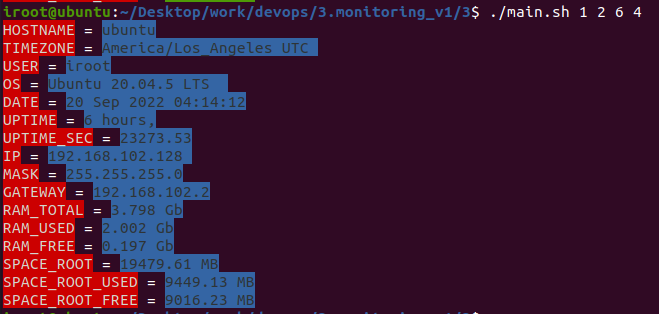 iroot@ubuntu:~/Desktop/work/devops/3.monitoring_v1/3$ ./main.sh 1 2 6 4
HOSTNAME = ubuntu
TIMEZONE = America/Los_Angeles UTC
USER = iroot
OS = Ubuntu 20.04.5 LTS
DATE = 20 Sep 2022 04:14:12
UPTIME = 6 hours,
UPTIME_SEC = 23273.53
IP = 192.168.102.128
MASK = 255.255.255.0
GATEWAY = 192.168.102.2
RAM_TOTAL = 3.798 Gb
RAM_USED = 2.002 Gb
RAM_FREE = 0.197 Gb
SPACE_ROOT = 19479.61 MB
SPACE_ROOT_USED = 9449.13 MB
SPACE_ROOT_FREE = 9016.23 MB